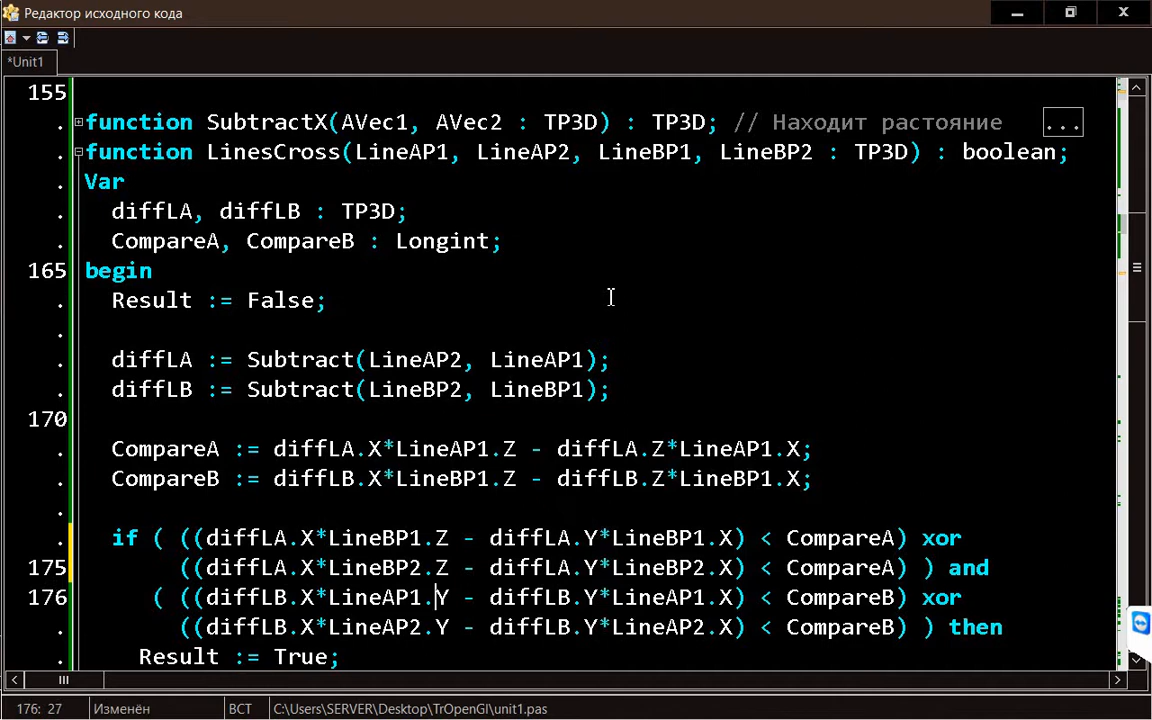 Редактор исходного кода
*Unit1
155
. function SubtractX(AVec1, AVec2 : TP3D) : TP3D; // Находит растояние ...
. function LinesCross(LineAP1, LineAP2, LineBP1, LineBP2 : TP3D) : boolean;
. Var
. diffLA, diffLB : TP3D;
. CompareA, CompareB : Longint;
165 begin
. Result := False;
.
. diffLA := Subtract(LineAP2, LineAP1);
. diffLB := Subtract(LineBP2, LineBP1);
170
. CompareA := diffLA.X*LineAP1.Z - diffLA.Z*LineAP1.X;
. CompareB := diffLB.X*LineBP1.Z - diffLB.Z*LineBP1.X;
.
. if ( ((diffLA.X*LineBP1.Z - diffLA.Y*LineBP1.X) < CompareA) xor
175 ((diffLA.X*LineBP2.Z - diffLA.Y*LineBP2.X) < CompareA) ) and
176 ( ((diffLB.X*LineAP1.Y - diffLB.Y*LineAP1.X) < CompareB) xor
. ((diffLB.X*LineAP2.Y - diffLB.Y*LineAP2.X) < CompareB) ) then
. Result := True;
176: 27 Изменён ВСТ C:\Users\SERVER\Desktop\TrOpenGl\unit1.pas